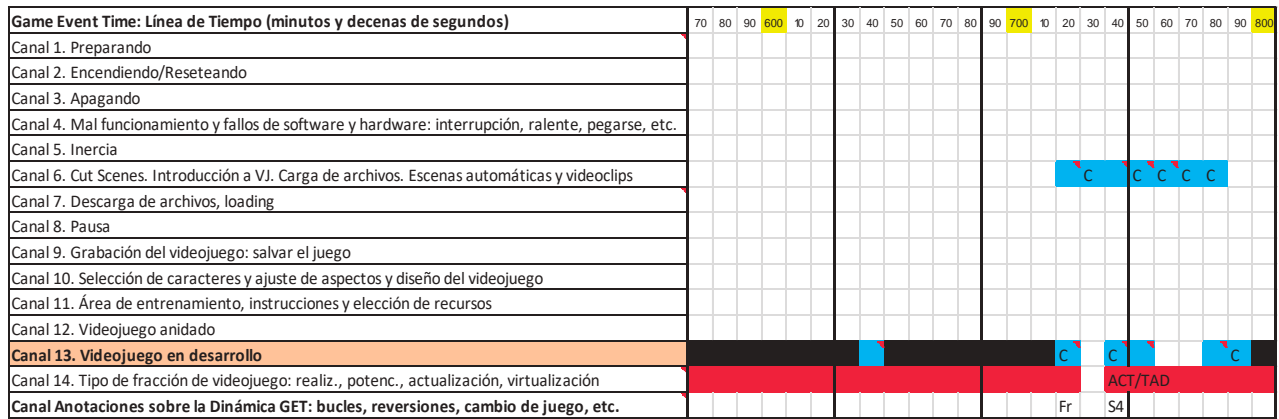 Game Event Time: Línea de Tiempo (minutos y decenas de segundos) 70 80 90 600 10 20 30 40 50 60 70 80 90 700 10 20 30 40 50 60 70 80 90 800
Canal 1. Preparando
Canal 2. Encendiendo/Reseteando
Canal 3. Apagando
Canal 4. Mal funcionamiento y fallos de software y hardware: interrupción, ralente, pegarse, etc.
Canal 5. Inercia
Canal 6. Cut Scenes. Introducción a VJ. Carga de archivos. Escenas automáticas y videoclips C C C C C
Canal 7. Descarga de archivos, loading
Canal 8. Pausa
Canal 9. Grabación del videojuego: salvar el juego
Canal 10. Selección de caracteres y ajuste de aspectos y diseño del videojuego
Canal 11. Área de entrenamiento, instrucciones y elección de recursos
Canal 12. Videojuego anidado
Canal 13. Videojuego en desarrollo C C C
Canal 14. Tipo de fracción de videojuego: realiz., potenc., actualización, virtualización ACT/TAD
Canal Anotaciones sobre la Dinámica GET: bucles, reversiones, cambio de juego, etc. Fr S4